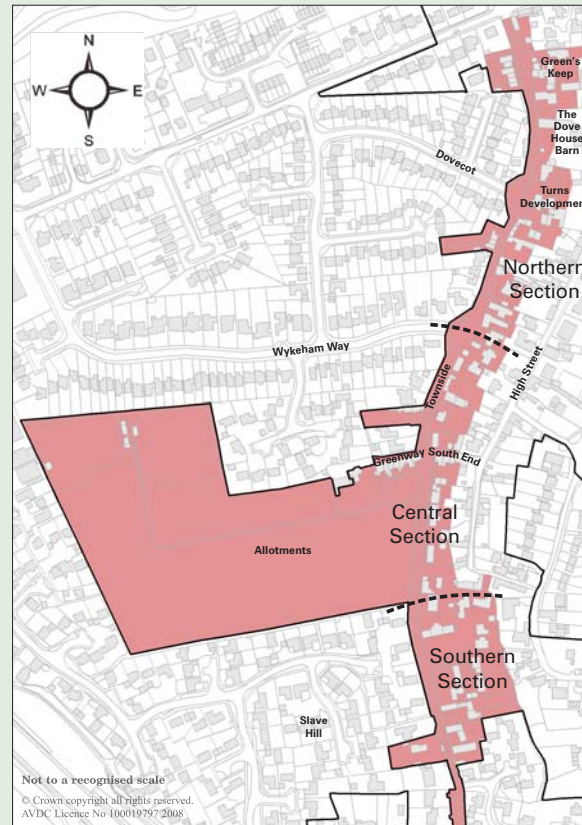 N
W
E
S
Green's
Keep
The
Dove
House
Barn
Dovecot
Turns
Development
Northern
Section
Wykeham Way
High Street
Townside
Greenway South End
Central
Section
Allotments
Southern
Section
Slave
Hill
Not to a recognised scale
© Crown copyright all rights reserved.
AVDC Licence No 100019797 2008